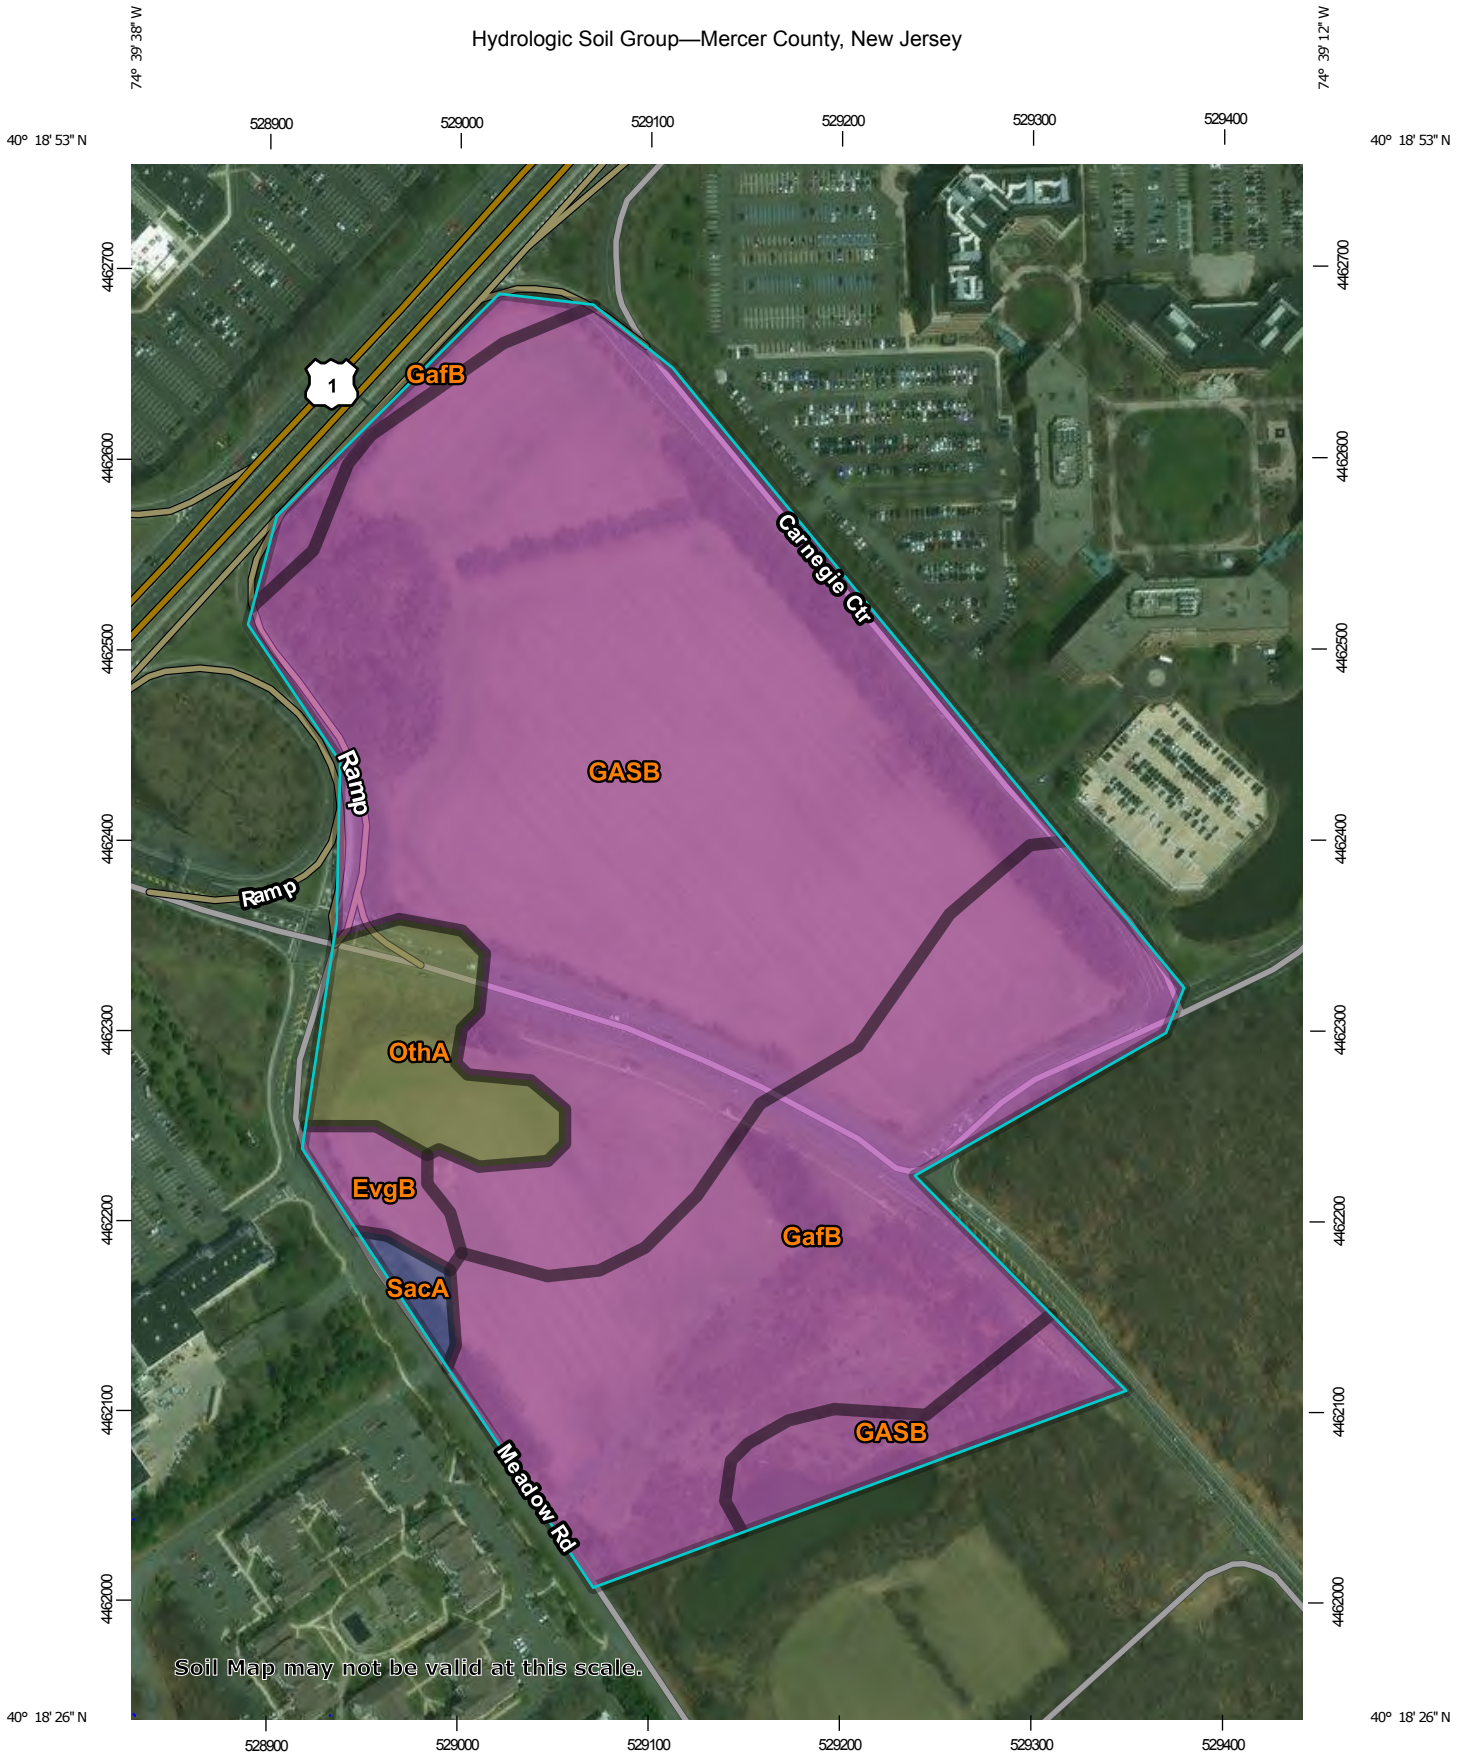 Hydrologic Soil Group—Mercer County, New Jersey
74° 39' 38'' W
74° 39' 12'' W
40° 18' 53'' N
40° 18' 53'' N
528900
529000
529100
529200
529300
529400
4462700
4462700
1
GafB
4462600
4462600
Carnegie Ctr
4462500
4462500
Ramp
GASB
4462400
4462400
Ramp
4462300
4462300
OthA
EvgB
4462200
4462200
GafB
SacA
4462100
4462100
GASB
Meadow Rd
4462000
4462000
Soil Map may not be valid at this scale.
40° 18' 26'' N
40° 18' 26'' N
528900
529000
529100
529200
529300
529400